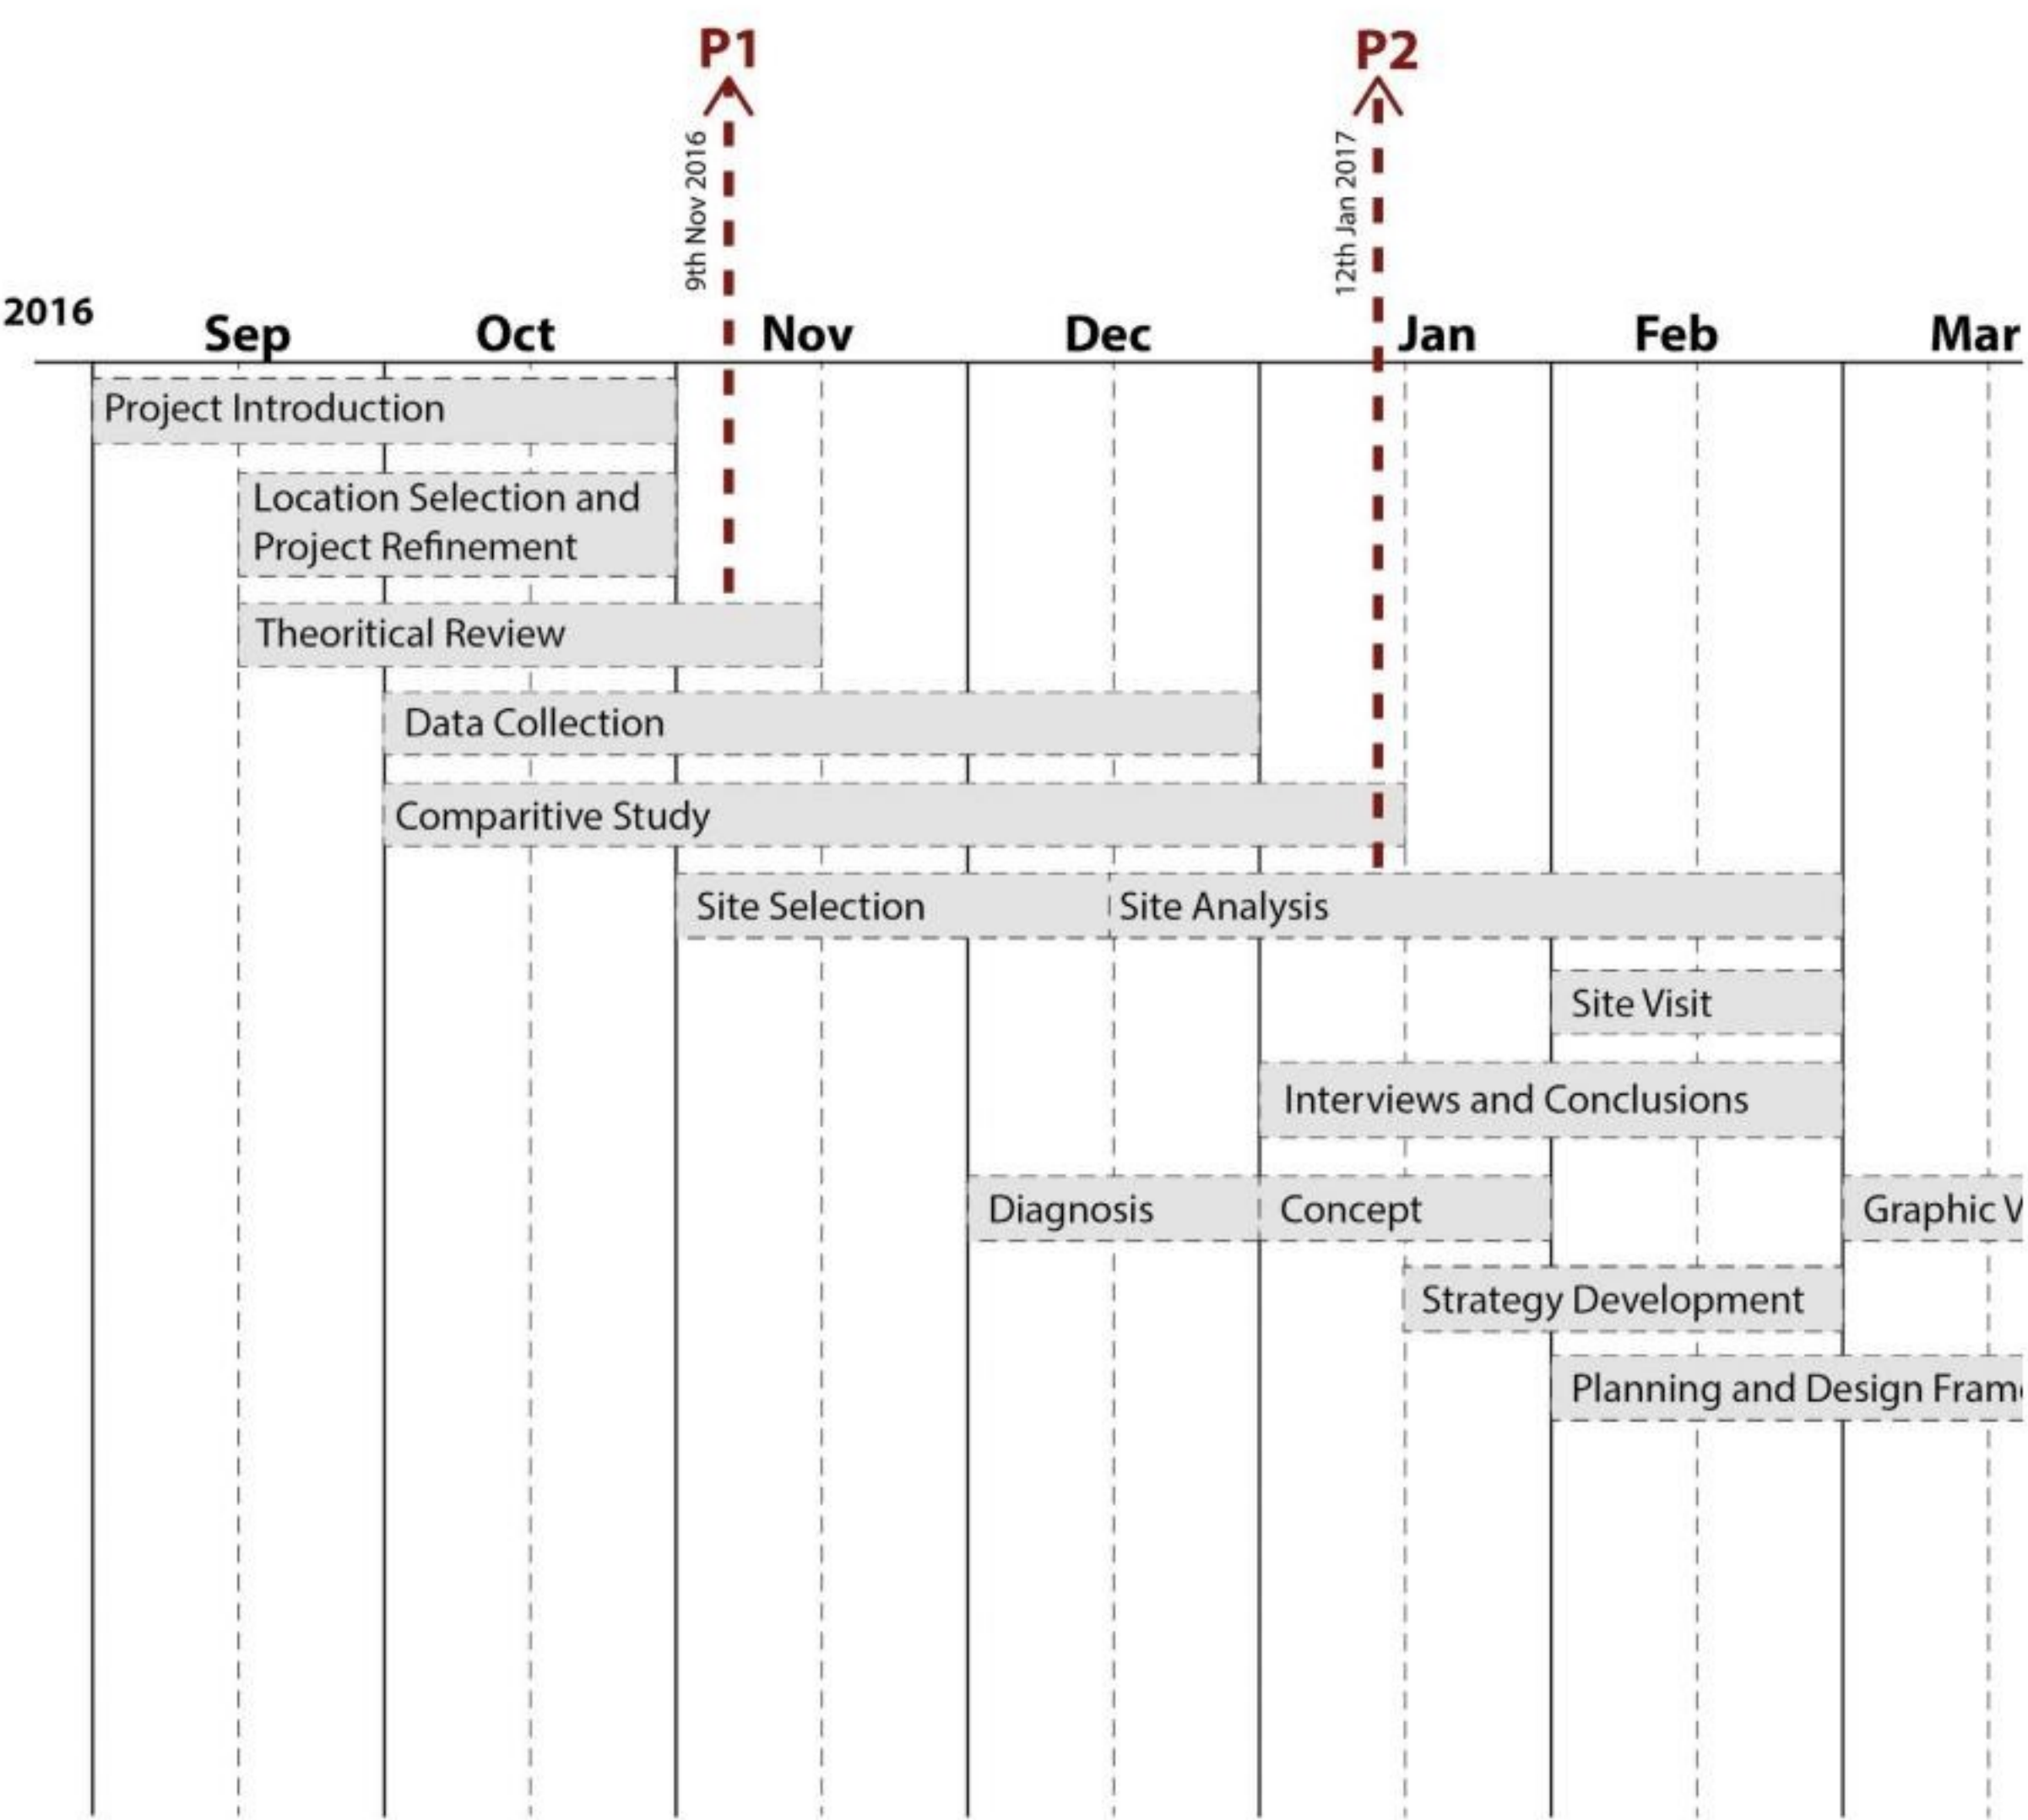 P1
P2
9th Nov 2016
12th Jan 2017
2016
Sep
Oct
Nov
Dec
Jan
Feb
Mar
Project Introduction
Location Selection and
Project Refinement
Theoritical Review
Data Collection
Comparitive Study
Site Selection
Site Analysis
Site Visit
Interviews and Conclusions
Diagnosis
Concept
Graphic
Strategy Development
Planning and Design